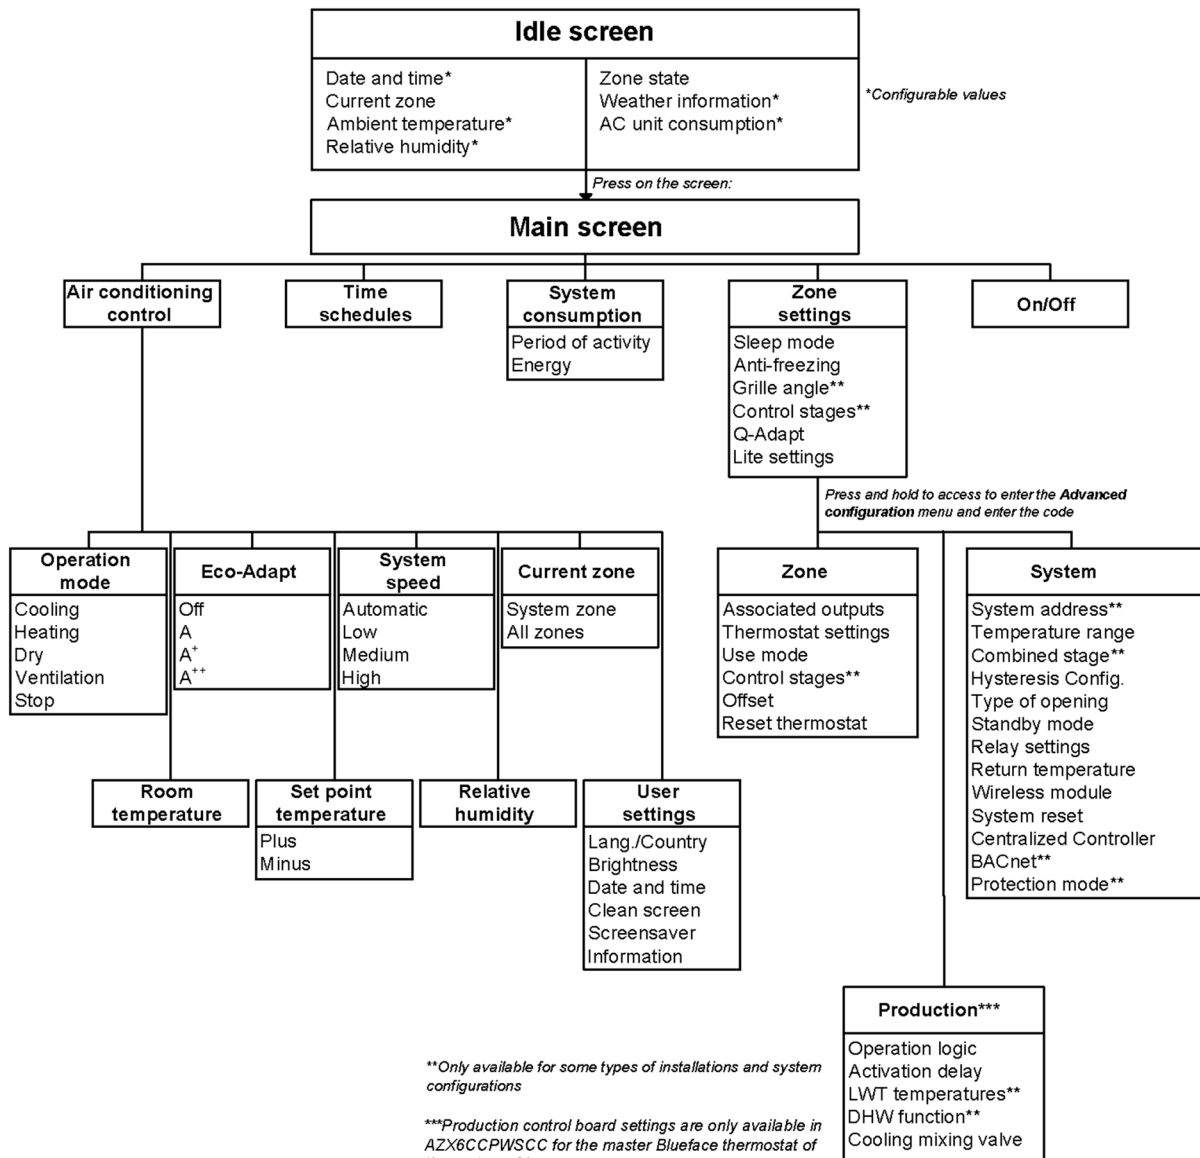 Idle screen
Date and time*
Current zone
Ambient temperature*
Relative humidity*
Zone state
Weather information*
AC unit consumption*
*Configurable values
Press on the screen:
Main screen
Air conditioning
control
Time
schedules
System
consumption
Period of activity
Energy
Zone
settings
Sleep mode
Anti-freezing
Grille angle**
Control stages**
Q-Adapt
Lite settings
On/Off
Press and hold to access to enter the Advanced
configuration menu and enter the code
Operation
mode
Cooling
Heating
Dry
Ventilation
Stop
Eco-Adapt
Off
A
A⁺
A⁺⁺
System
speed
Automatic
Low
Medium
High
Current zone
System zone
All zones
Zone
Associated outputs
Thermostat settings
Use mode
Control stages**
Offset
Reset thermostat
System
System address**
Temperature range
Combined stage**
Hysteresis Config.
Type of opening
Standby mode
Relay settings
Return temperature
Wireless module
System reset
Centralized Controller
BACnet**
Protection mode**
Room
temperature
Set point
temperature
Plus
Minus
Relative
humidity
User
settings
Lang./Country
Brightness
Date and time
Clean screen
Screensaver
Information
Production***
Operation logic
Activation delay
LWT temperatures**
DHW function**
Cooling mixing valve
**Only available for some types of installations and system
configurations
***Production control board settings are only available in
AZX6CCPWSCC for the master Blueface thermostat of